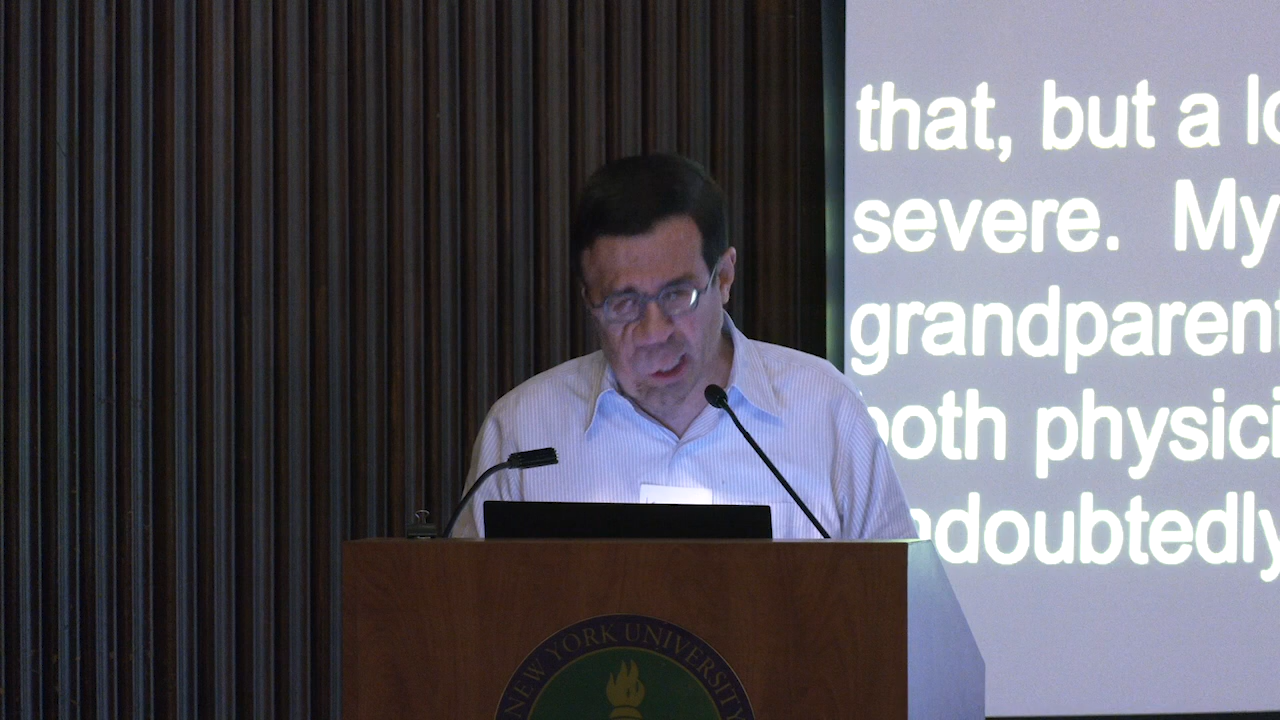 that, but a lo
severe. My
grandparent
both physici
ndoubtedly
NEW YORK UNIVERSITY